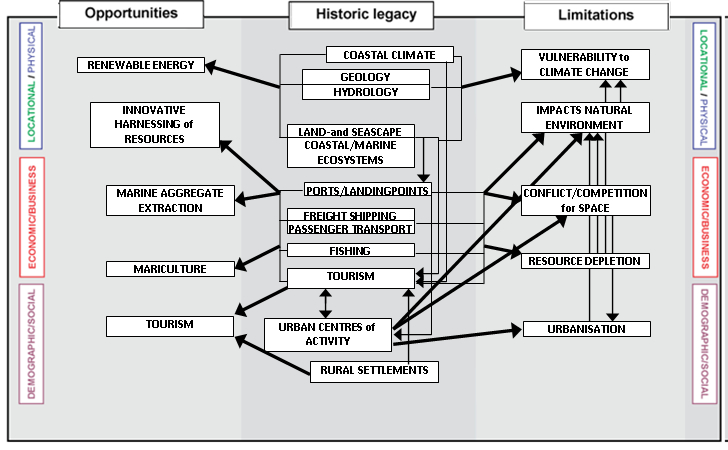 Opportunities
Historic legacy
Limitations
LOCATIONAL / PHYSICAL
ECONOMIC/BUSINESS
DEMOGRAPHIC/SOCIAL
RENEWABLE ENERGY
INNOVATIVE
HARNESSING of
RESOURCES
MARINE AGGREGATE
EXTRACTION
MARICULTURE
TOURISM
COASTAL CLIMATE
GEOLOGY
HYDROLOGY
LAND-and SEASCAPE
COASTAL/MARINE
ECOSYSTEMS
PORTS/LANDINGPOINTS
FREIGHT SHIPPING
PASSENGER TRANSPORT
FISHING
TOURISM
URBAN CENTRES of
ACTIVITY
RURAL SETTLEMENTS
VULNERABILITY to
CLIMATE CHANGE
IMPACTS NATURAL
ENVIRONMENT
CONFLICT/COMPETITION
for SPACE
RESOURCE DEPLETION
URBANISATION
LOCATIONAL / PHYSICAL
ECONOMIC/BUSINESS
DEMOGRAPHIC/SOCIAL